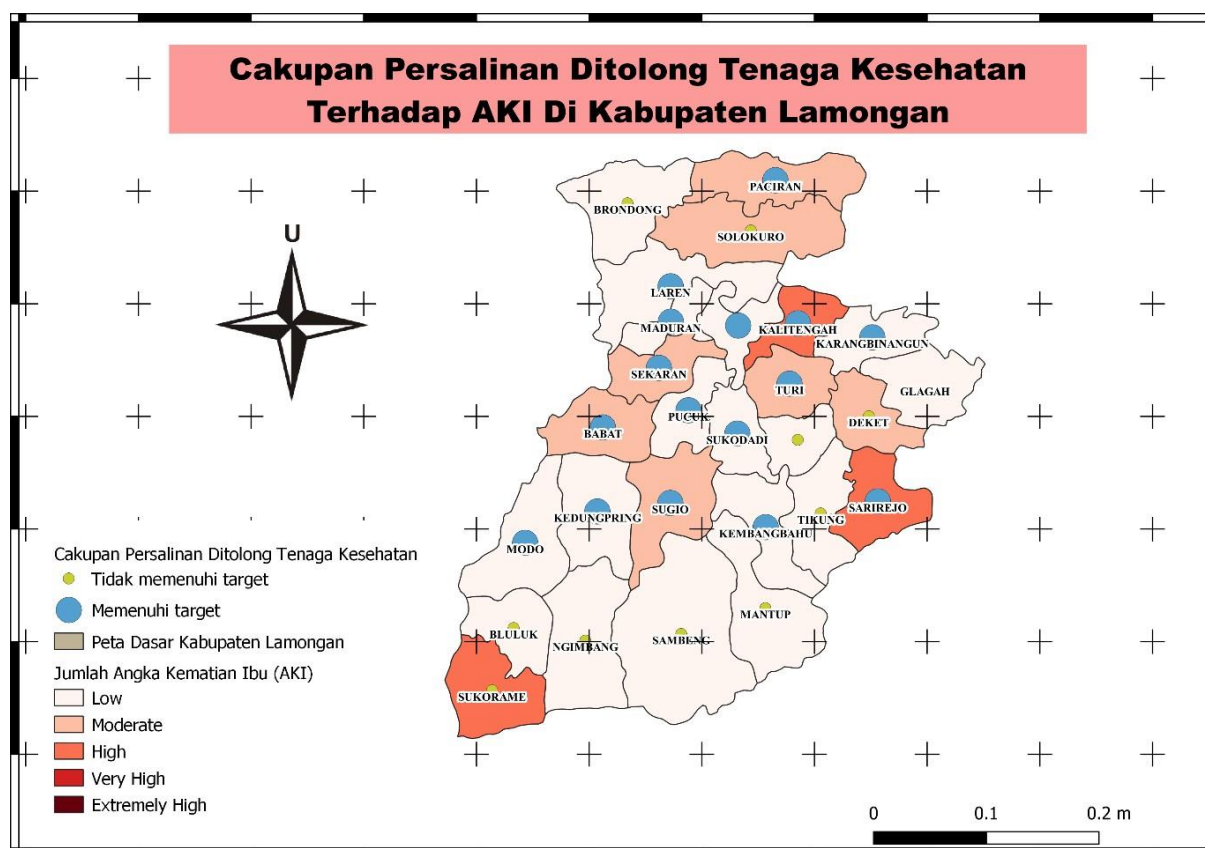 Cakupan Persalinan Ditolong Tenaga Kesehatan
Terhadap AKI Di Kabupaten Lamongan
U
PACIRAN
BRONDONG
SOLOKURO
LAREN
MADURAN
KALITENGAH
KARANGBINANGUN
SEKARAN
TURI
GLAGAH
PUCUK
DEKET
BABAT
SUKODADI
KEDUNGPRING
SUGIO
SARIREJO
TIKUNG
KEMBANGBAHU
MODO
MANTUP
BLULUK
NGIMBANG
SAMBENG
SUKORAME
Cakupan Persalinan Ditolong Tenaga Kesehatan
Tidak memenuhi target
Memenuhi target
Peta Dasar Kabupaten Lamongan
Jumlah Angka Kematian Ibu (AKI)
Low
Moderate
High
Very High
Extremely High
0 0.1 0.2 m